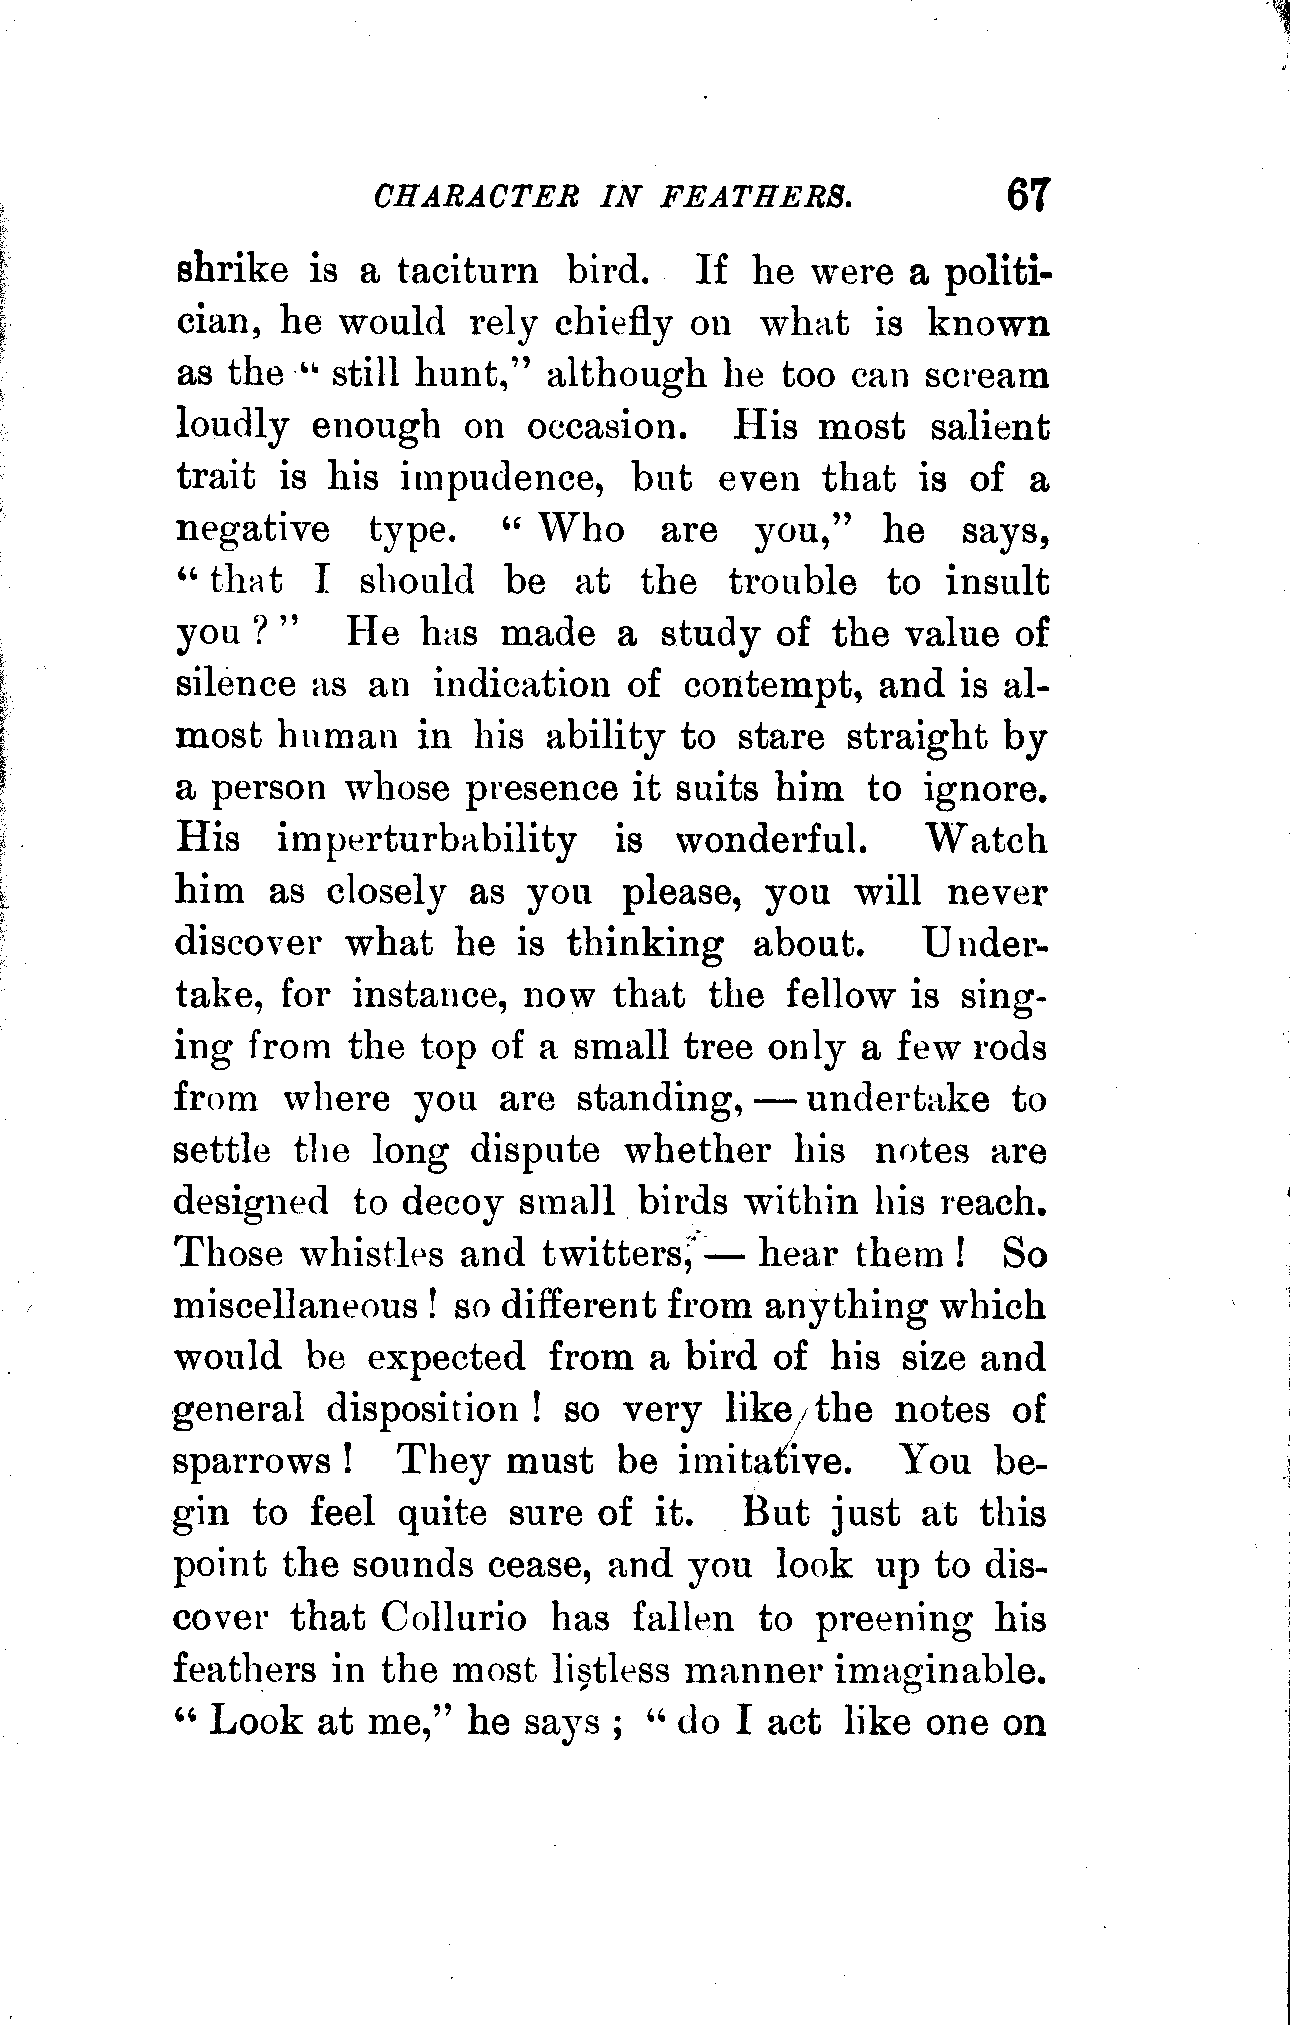 CHARACTER IN FEATHERS. 67
shrike is a taciturn bird. If he were a politi-
cian, he would rely chiefly on what is known
as the “ still hunt,” although he too can scream
loudly enough on occasion. His most salient
trait is his impudence, but even that is of a
negative type. “ Who are you,” he says,
“ that I should be at the trouble to insult
you ? ” He has made a study of the value of
silence as an indication of contempt, and is al-
most human in his ability to stare straight by
a person whose presence it suits him to ignore.
His imperturbability is wonderful. Watch
him as closely as you please, you will never
discover what he is thinking about. Under-
take, for instance, now that the fellow is sing-
ing from the top of a small tree only a few rods
from where you are standing, — undertake to
settle the long dispute whether his notes are
designed to decoy small birds within his reach.
Those whistles and twitters, — hear them ! So
miscellaneous ! so different from anything which
would be expected from a bird of his size and
general disposition ! so very like the notes of
sparrows ! They must be imitative. You be-
gin to feel quite sure of it. But just at this
point the sounds cease, and you look up to dis-
cover that Collurio has fallen to preening his
feathers in the most listless manner imaginable.
“ Look at me,” he says ; “ do I act like one on